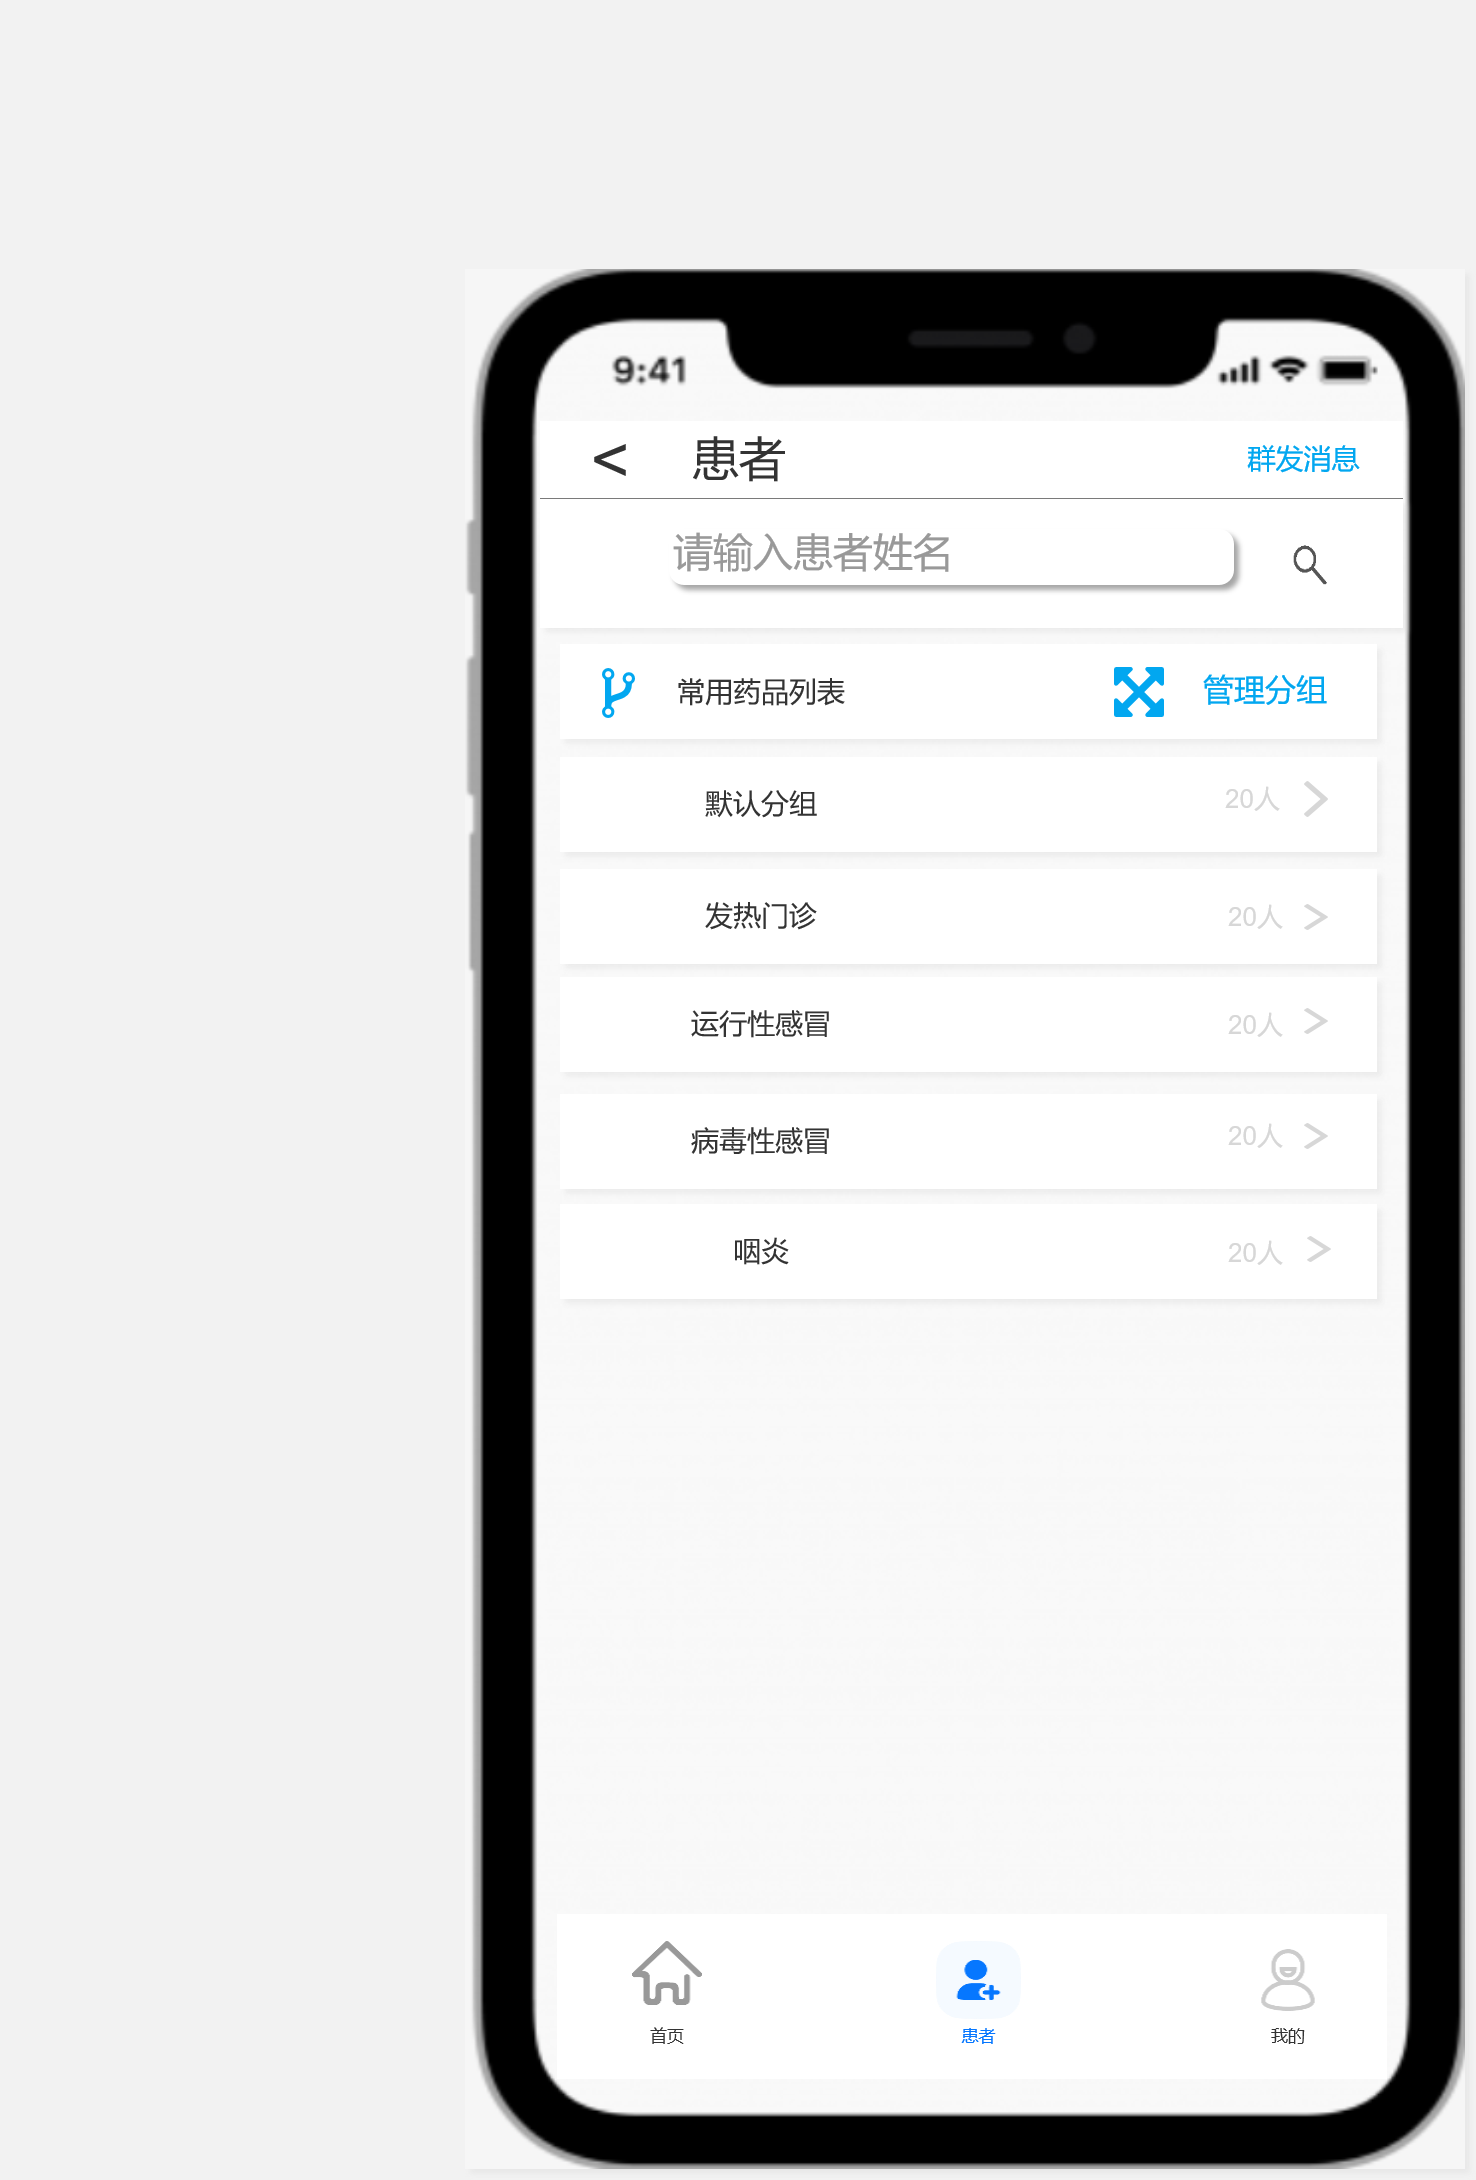 9:41
< 患者 群发消息
请输入患者姓名
常用药品列表 管理分组
默认分组 20人
发热门诊 20人
运行性感冒 20人
病毒性感冒 20人
咽炎 20人
首页 患者 我的